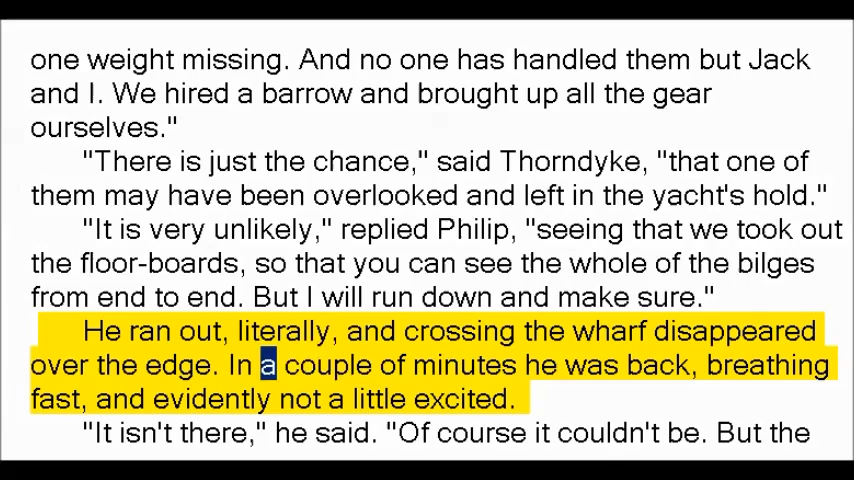 one weight missing. And no one has handled them but Jack
and I. We hired a barrow and brought up all the gear
ourselves."
"There is just the chance," said Thorndyke, "that one of
them may have been overlooked and left in the yacht's hold."
"It is very unlikely," replied Philip, "seeing that we took out
the floor-boards, so that you can see the whole of the bilges
from end to end. But I will run down and make sure."
He ran out, literally, and crossing the wharf disappeared
over the edge. In a couple of minutes he was back, breathing
fast, and evidently not a little excited.
"It isn't there," he said. "Of course it couldn't be. But the